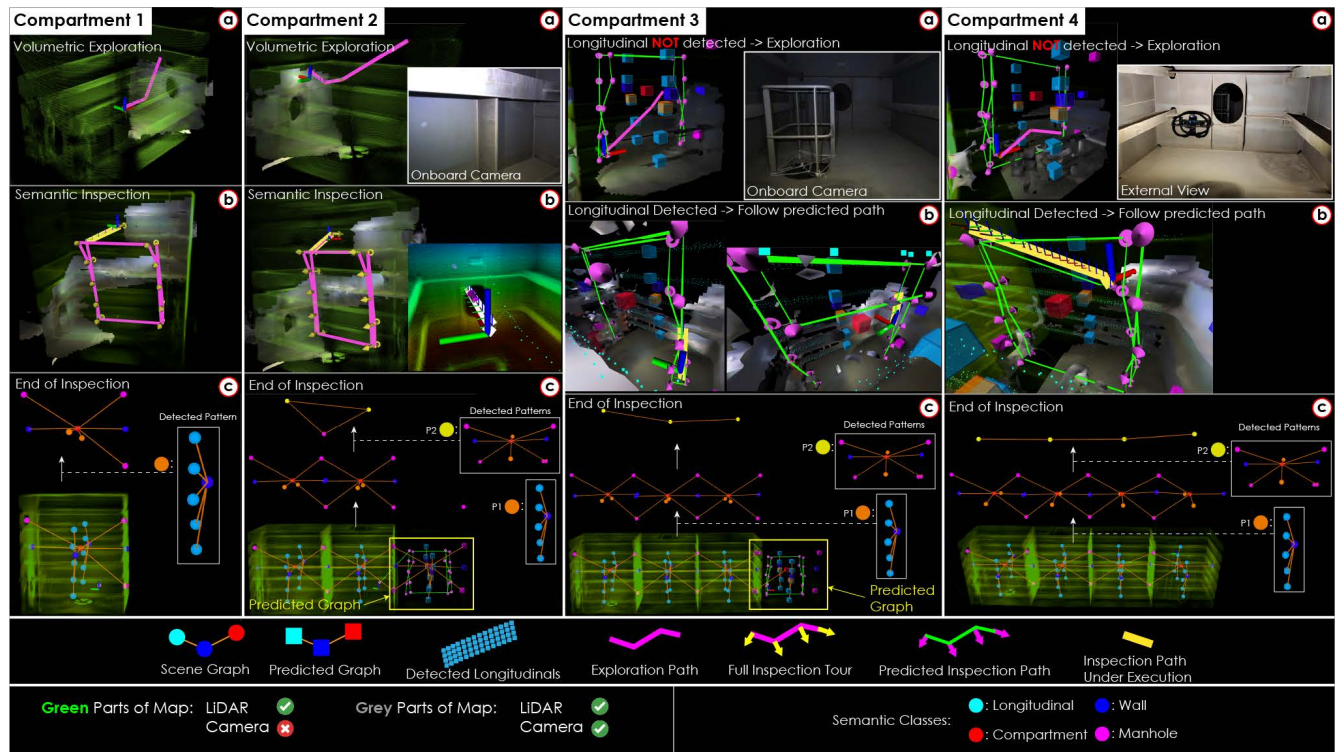 Compartment 1
a
Volumetric Exploration
Semantic Inspection
b
End of Inspection
c
Detected Pattern
:
Compartment 2
a
Volumetric Exploration
Onboard Camera
Semantic Inspection
b
End of Inspection
c
Detected Patterns
P2 :
P1 :
Predicted Graph
Compartment 3
a
Longitudinal NOT detected -> Exploration
Onboard Camera
Longitudinal Detected -> Follow predicted path
b
End of Inspection
c
Detected Patterns
P2 :
P1 :
Predicted
Graph
Compartment 4
a
Longitudinal NOT detected -> Exploration
External View
Longitudinal Detected -> Follow predicted path
b
End of Inspection
c
Detected Patterns
P2 :
P1 :
Scene Graph
Predicted Graph
Detected Longitudinals
Exploration Path
Full Inspection Tour
Predicted Inspection Path
Inspection Path
Under Execution
Green Parts of Map: LiDAR
Camera
Grey Parts of Map: LiDAR
Camera
Semantic Classes:
: Longitudinal
: Wall
: Compartment
: Manhole